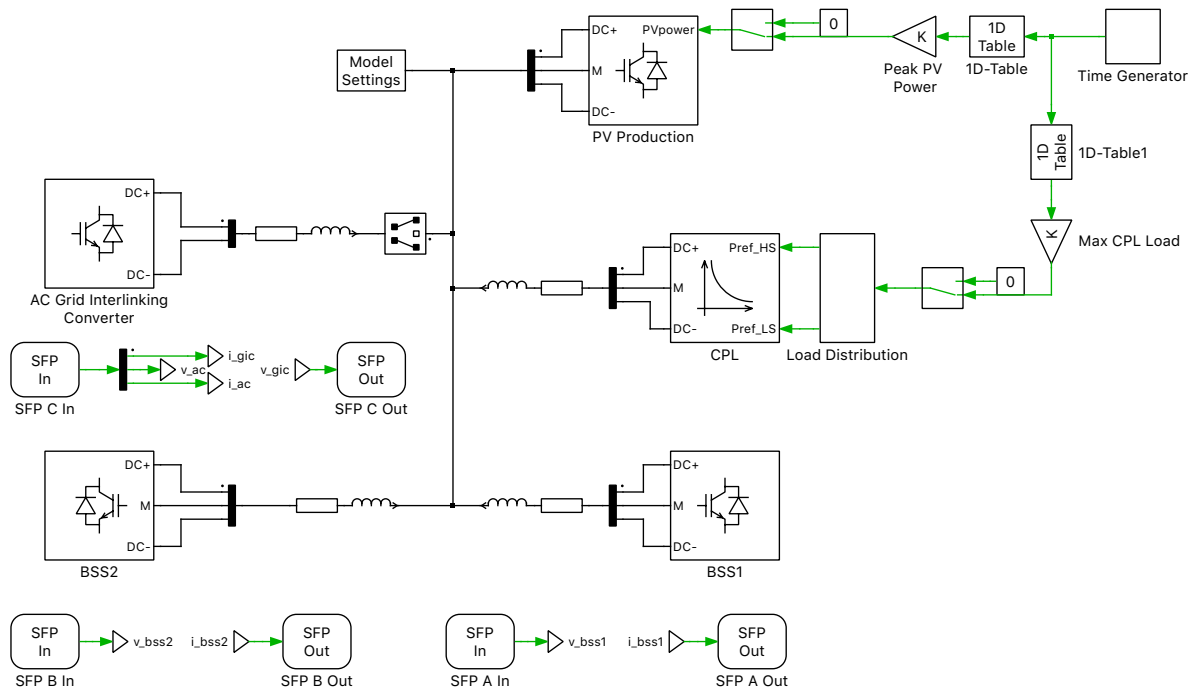 Model
Settings
DC+
M
DC-
PVpower
PV Production
0
K
Peak PV
Power
1D
Table
1D-Table
Time Generator
1D
Table
1D-Table1
K
Max CPL Load
DC+
DC-
AC Grid Interlinking
Converter
DC+
M
DC-
Pref_HS
Pref_LS
CPL
Load Distribution
0
SFP
In
SFP C In
i_gic
v_ac
i_ac
v_gic
SFP
Out
SFP C Out
DC+
M
DC-
BSS2
DC+
M
DC-
BSS1
SFP
In
SFP B In
v_bss2
i_bss2
SFP
Out
SFP B Out
SFP
In
SFP A In
v_bss1
i_bss1
SFP
Out
SFP A Out